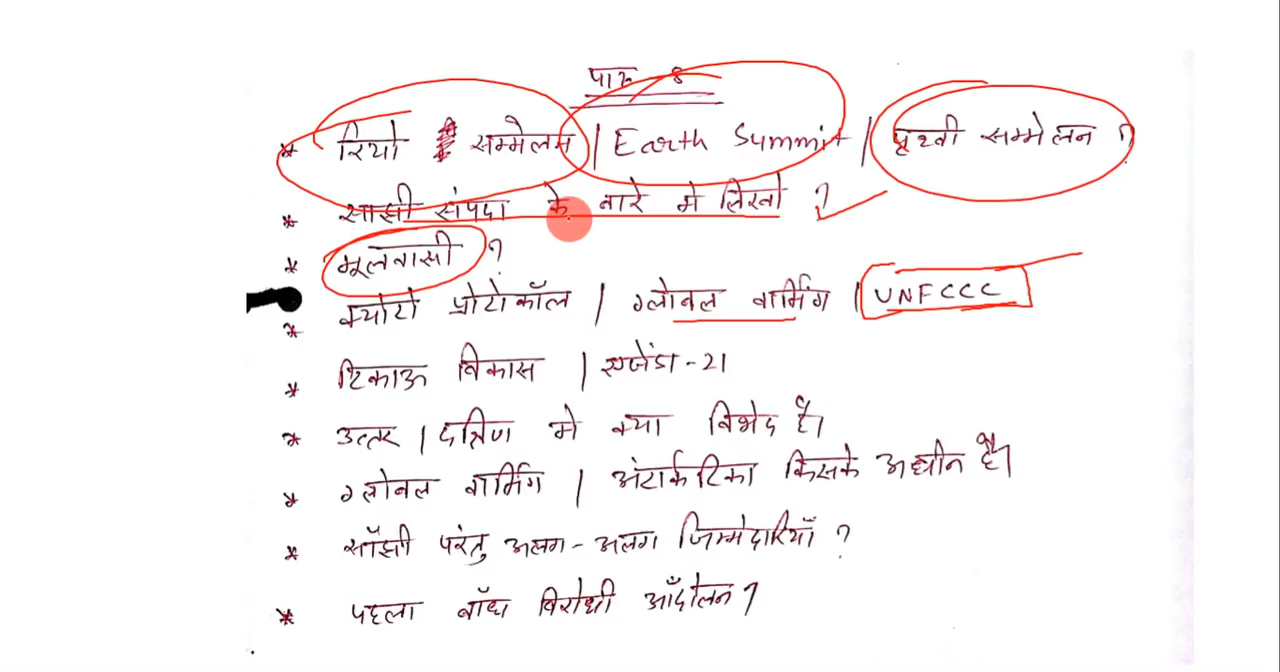 पाठ 8
* रियो सम्मेलन | Earth Summit | पृथ्वी सम्मेलन ?
* साझी संपदा के बारे मे लिखो ?
* मूलवासी ?
* क्योटो प्रोटोकॉल | ग्लोबल वार्मिंग | UNFCCC
* टिकाऊ विकास | एजेंडा-21
* उत्तर | दक्षिण मे क्या विभेद है।
* ग्लोबल वार्मिंग | अंटार्कटिका किसके अधीन है।
* साँझी परंतु अलग-अलग जिम्मेदारियाँ ?
* पहला बाँध विरोधी आँदोलन ?